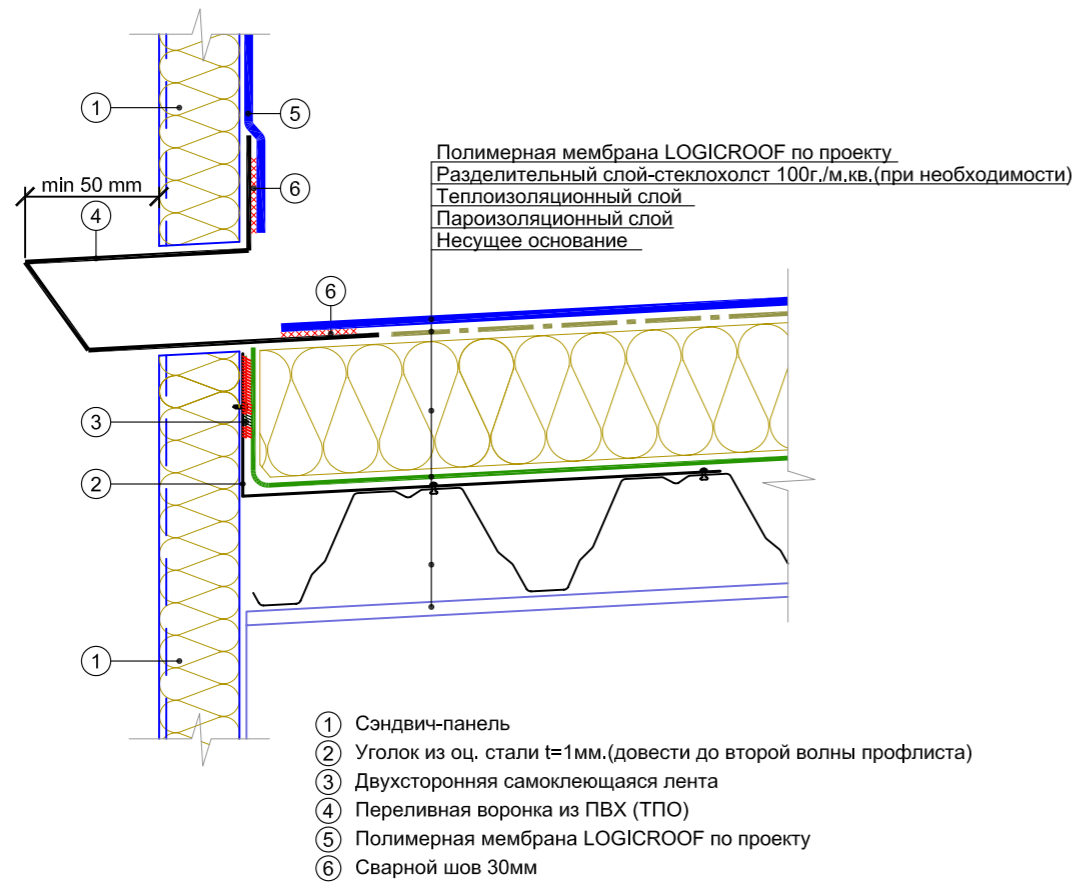 1
5
Полимерная мембрана LOGICROOF по проекту
Разделительный слой-стеклохолст 100г./м.кв.(при необходимости)
Теплоизоляционный слой
Пароизоляционный слой
Несущее основание
min 50 mm
6
4
6
3
2
1
1 Сэндвич-панель
2 Уголок из оц. стали t=1мм.(довести до второй волны профлиста)
3 Двухсторонняя самоклеющаяся лента
4 Переливная воронка из ПВХ (ТПО)
5 Полимерная мембрана LOGICROOF по проекту
6 Сварной шов 30мм